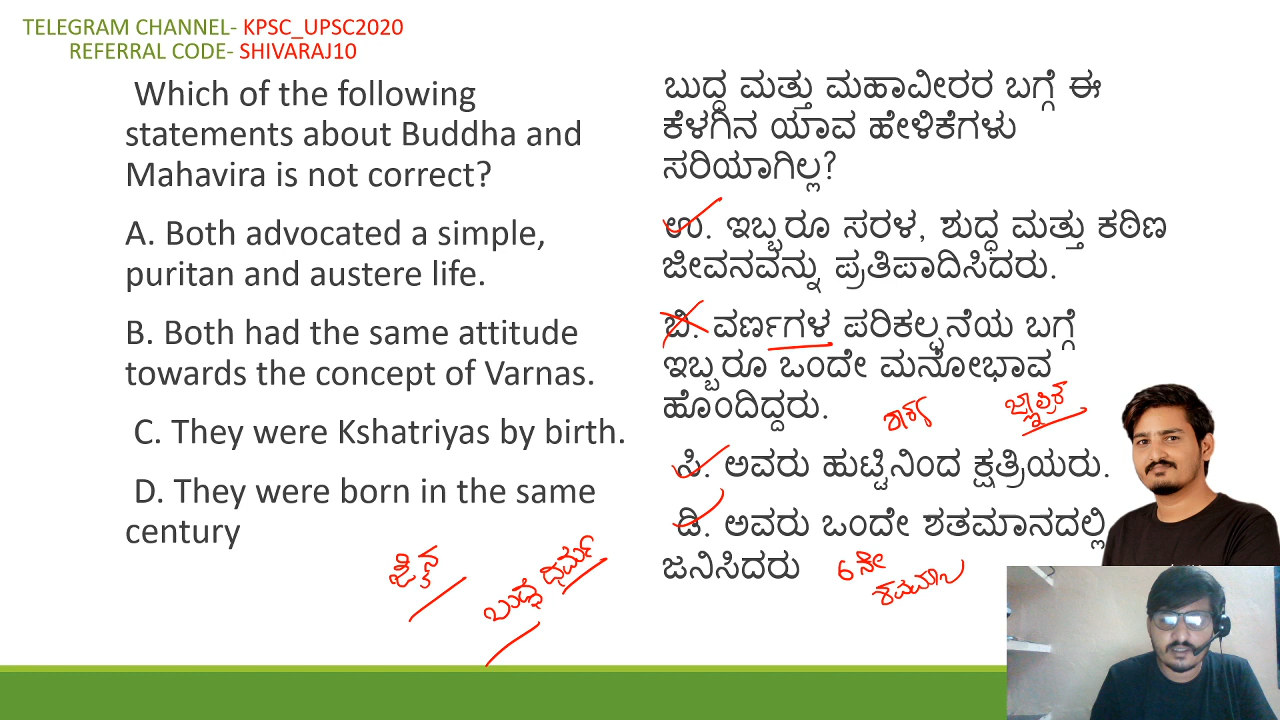 TELEGRAM CHANNEL- KPSC_UPSC2020
REFERRAL CODE- SHIVARAJ10
Which of the following
statements about Buddha and
Mahavira is not correct?
A. Both advocated a simple,
puritan and austere life.
B. Both had the same attitude
towards the concept of Varnas.
C. They were Kshatriyas by birth.
D. They were born in the same
century
ಬುದ್ಧ ಮತ್ತು ಮಹಾವೀರರ ಬಗ್ಗೆ ಈ
ಕೆಳಗಿನ ಯಾವ ಹೇಳಿಕೆಗಳು
ಸರಿಯಾಗಿಲ್ಲ?
ಉ. ಇಬ್ಬರೂ ಸರಳ, ಶುದ್ಧ ಮತ್ತು ಕಠಿಣ
ಜೀವನವನ್ನು ಪ್ರತಿಪಾದಿಸಿದರು.
ಬಿ. ವರ್ಣಗಳ ಪರಿಕಲ್ಪನೆಯ ಬಗ್ಗೆ
ಇಬ್ಬರೂ ಒಂದೇ ಮನೋಭಾವ
ಹೊಂದಿದ್ದರು.
ಶಾಕ್ಯ
ಸಿ. ಅವರು ಹುಟ್ಟಿನಿಂದ ಕ್ಷತ್ರಿಯರು.
ಡಿ. ಅವರು ಒಂದೇ ಶತಮಾನದಲ್ಲಿ
ಜನಿಸಿದರು
6 ನೇ
ಬುದ್ಧ ಧರ್ಮ